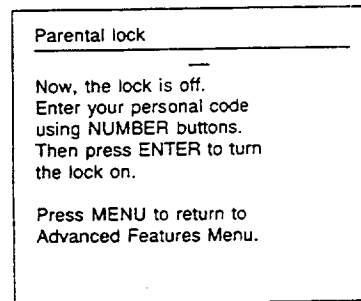 Parental lock
Now, the lock is off.
Enter your personal code
using NUMBER buttons.
Then press ENTER to turn
the lock on.
Press MENU to return to
Advanced Features Menu.